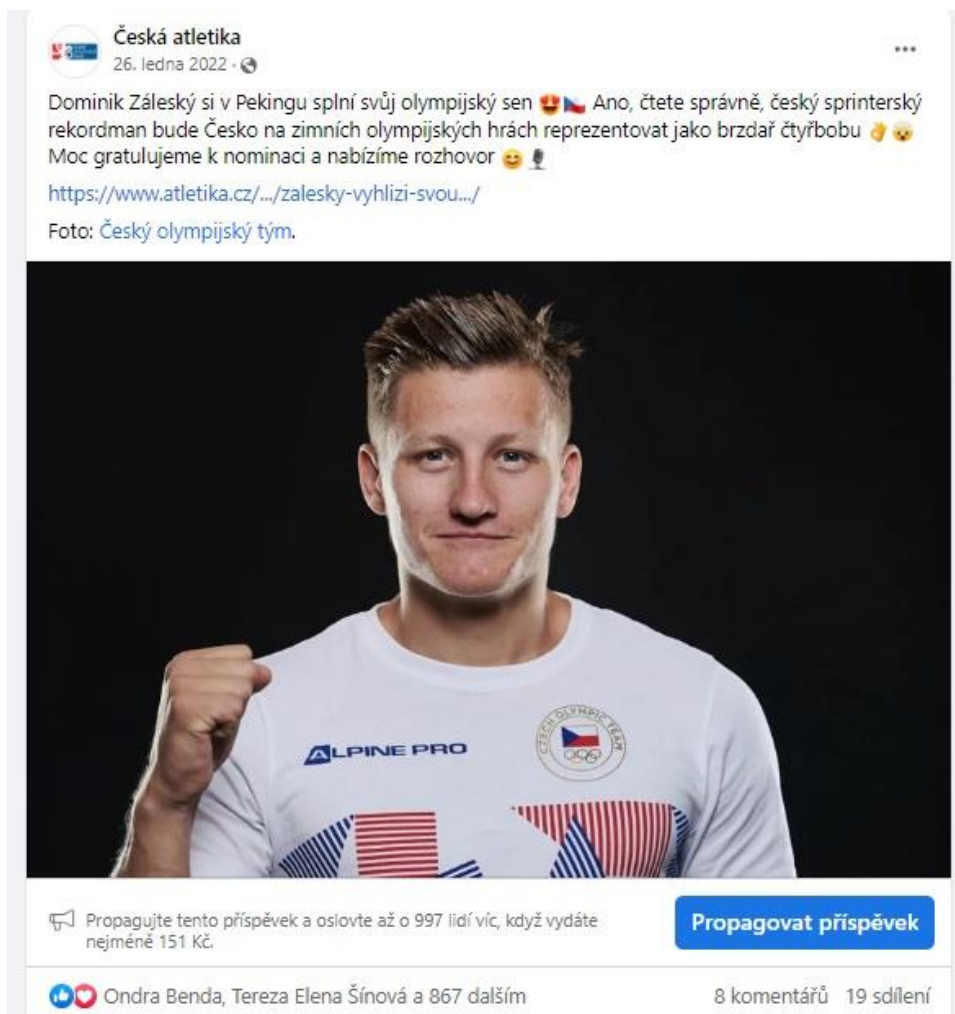 Česká atletika
26. ledna 2022 ·
Dominik Záleský si v Pekingu splní svůj olympijský sen 🤩🇨🇿 Ano, čtete správně, český sprinterský
rekordman bude Česko na zimních olympijských hrách reprezentovat jako brzdař čtyřbobu 👌🤯
Moc gratulujeme k nominaci a nabízíme rozhovor 😊🎙
https://www.atletika.cz/.../zalesky-vyhlizi-svou.../
Foto: Český olympijský tým.
ALPINE PRO
CZECH OLYMPIC TEAM
Propagujte tento příspěvek a oslovte až o 997 lidí víc, když vydáte
nejméně 151 Kč.
Propagovat příspěvek
Ondra Benda, Tereza Elena Šínová a 867 dalším
8 komentářů 19 sdílení